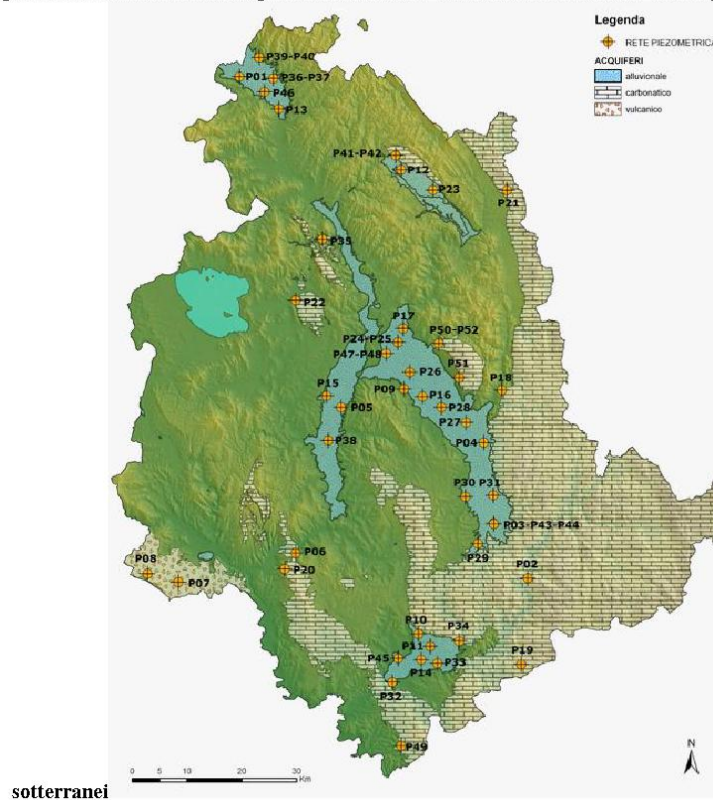 Legenda
RETE PIEZOMETRICA
ACQUIFERI
alluvionale
carbonatico
vulcanico
P39-P40
P01
P36-P37
P46
P13
P41-P42
P12
P23
P21
P35
P22
P17
P24-P25
P50-P52
P47-P48
P26
P51
P18
P09
P15
P16
P05
P28
P27
P38
P04
P30
P31
P03-P43-P44
P29
P06
P08
P20
P07
P02
P10
P34
P11
P45
P14
P33
P19
P32
P49
N
0 5 10 20 30
Km
sotterranei